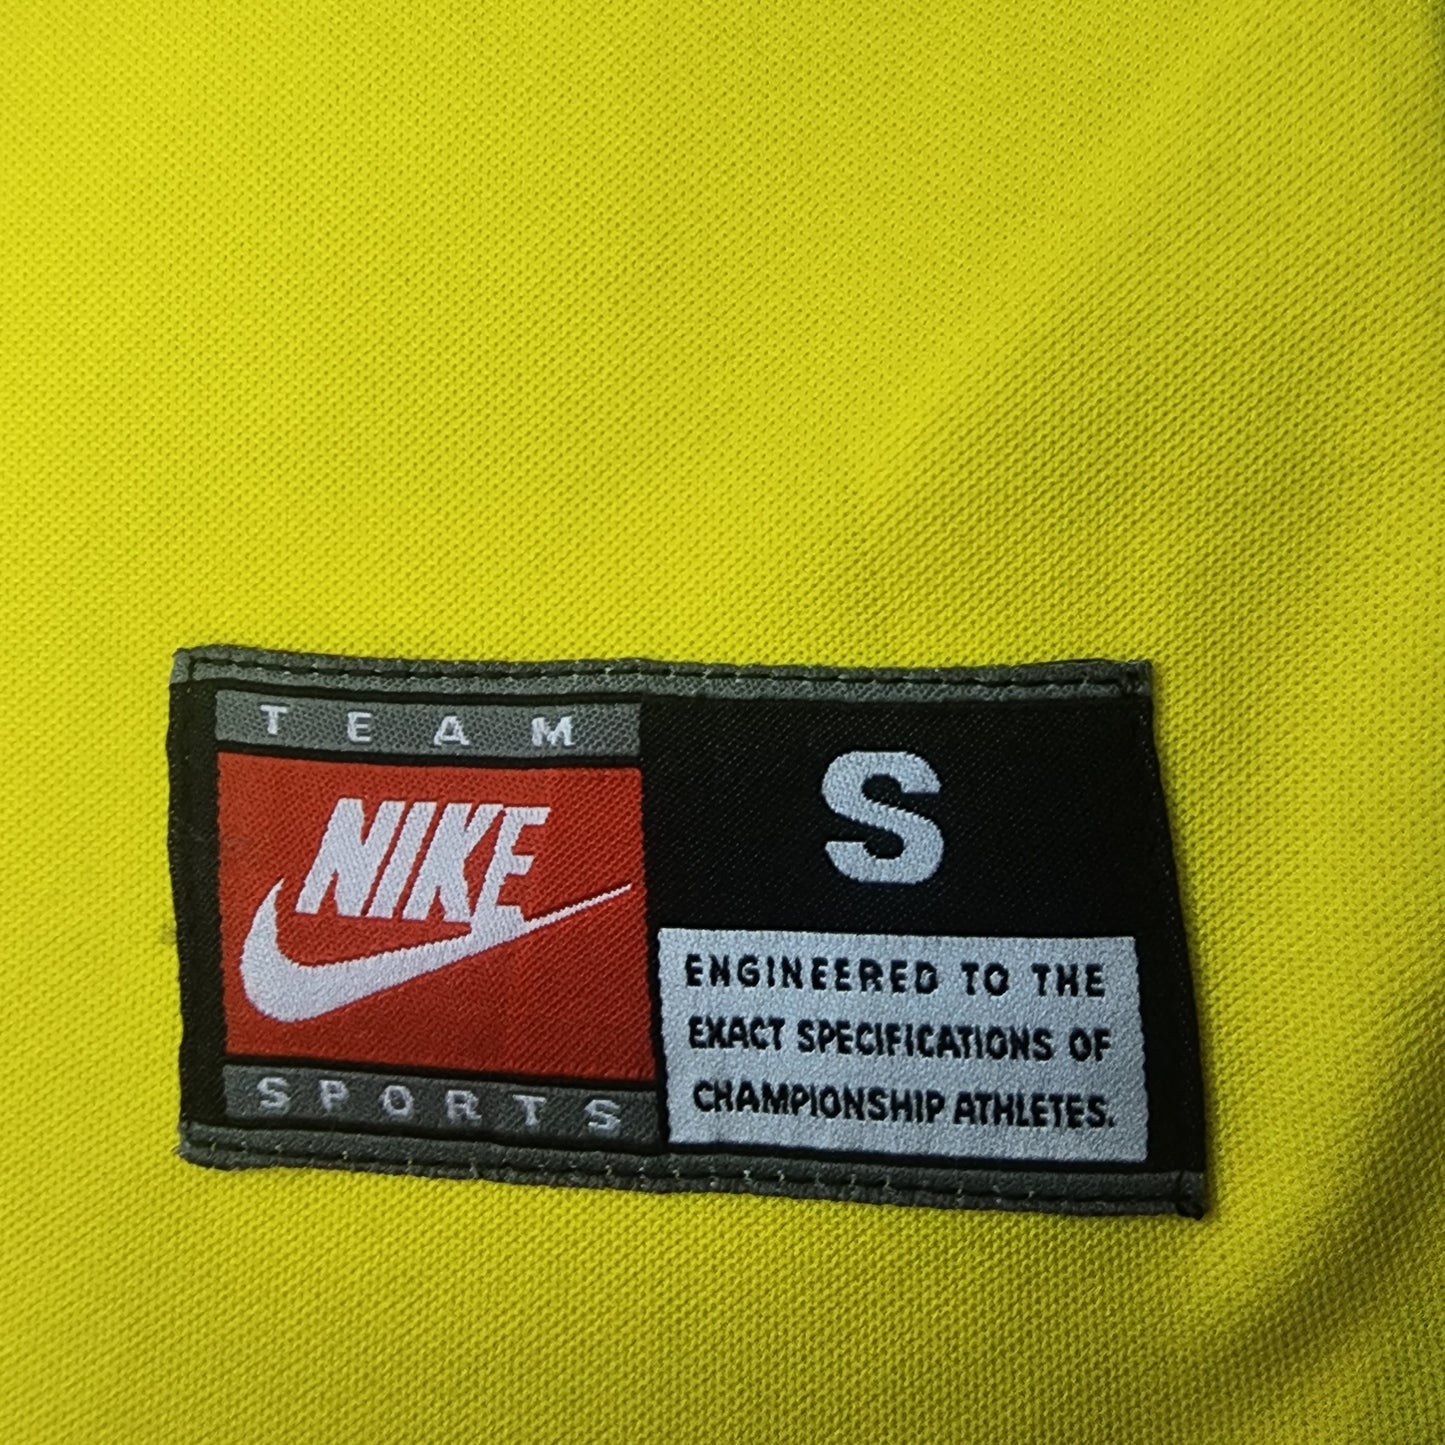 TEAM
NIKE
SPORTS
S
ENGINEERED TO THE
EXACT SPECIFICATIONS OF
CHAMPIONSHIP ATHLETES.